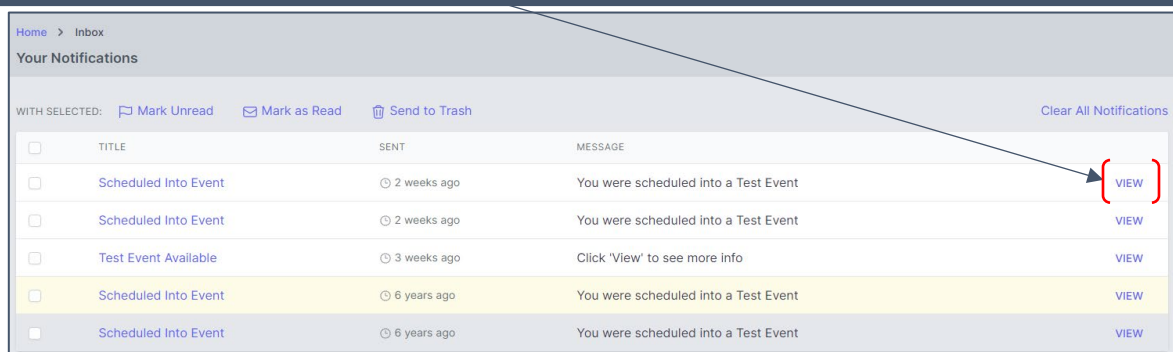 Home > Inbox
Your Notifications
WITH SELECTED: Mark Unread Mark as Read Send to Trash Clear All Notifications
TITLE SENT MESSAGE
Scheduled Into Event 2 weeks ago You were scheduled into a Test Event VIEW
Scheduled Into Event 2 weeks ago You were scheduled into a Test Event VIEW
Test Event Available 3 weeks ago Click 'View' to see more info VIEW
Scheduled Into Event 6 years ago You were scheduled into a Test Event VIEW
Scheduled Into Event 6 years ago You were scheduled into a Test Event VIEW